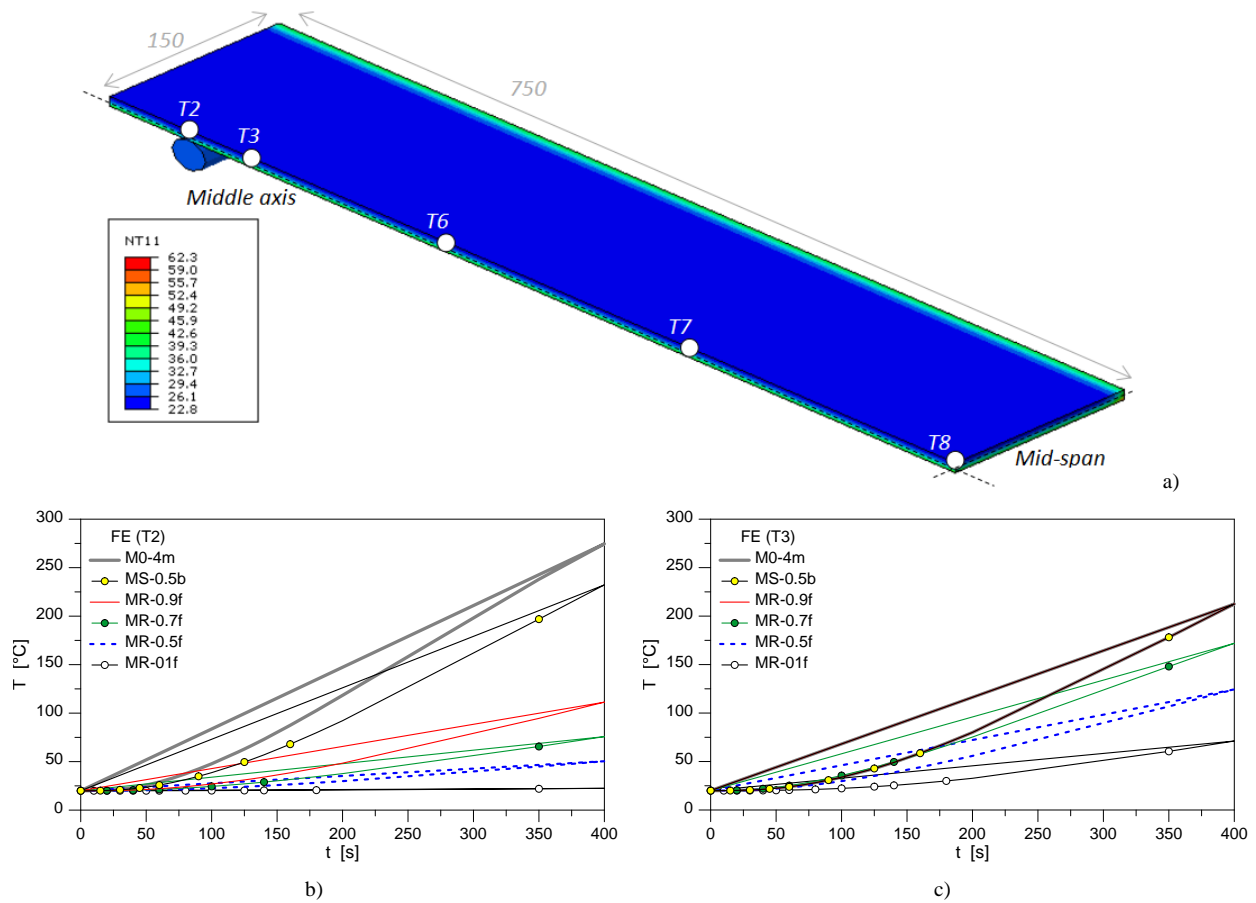 150
750
T2
T3
Middle axis
T6
T7
T8
Mid-span
NT11
62.3
59.0
55.7
52.4
49.2
45.9
42.6
39.3
36.0
32.7
29.4
26.1
22.8
a)
300
250
200
150
100
50
0
T [°C]
FE (T2)
M0-4m
MS-0.5b
MR-0.9f
MR-0.7f
MR-0.5f
MR-01f
0 50 100 150 200 250 300 350 400
t [s]
b)
300
250
200
150
100
50
0
T [°C]
FE (T3)
M0-4m
MS-0.5b
MR-0.9f
MR-0.7f
MR-0.5f
MR-01f
0 50 100 150 200 250 300 350 400
t [s]
c)